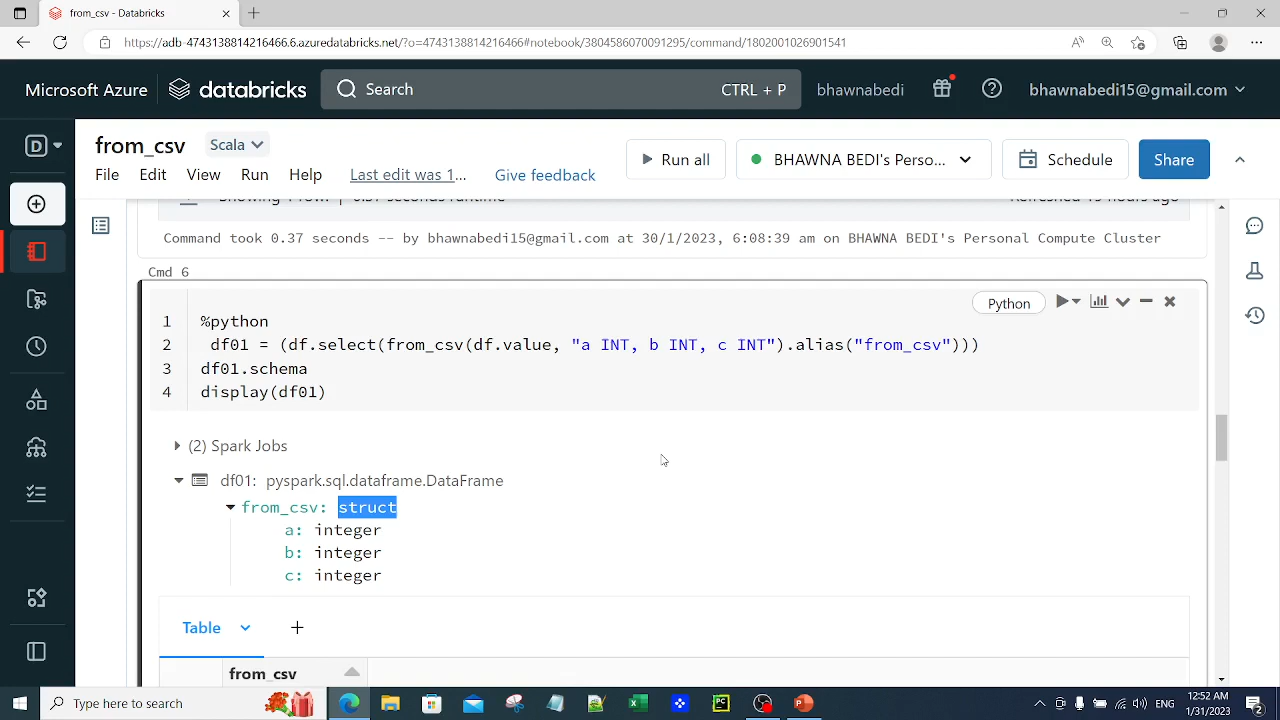 from_csv - Databricks
https://adb-4743138814216466.6.azuredatabricks.net/?o=4743138814216466#notebook/3804586070091295/command/1802001026901541
Microsoft Azure databricks Search CTRL + P bhawnabedi bhawnabedi15@gmail.com
D
from_csv Scala
Run all BHAWNA BEDI's Perso... Schedule Share
File Edit View Run Help Last edit was 1... Give feedback
Command took 0.37 seconds -- by bhawnabedi15@gmail.com at 30/1/2023, 6:08:39 am on BHAWNA BEDI's Personal Compute Cluster
Cmd 6
Python
1 %python
2 df01 = (df.select(from_csv(df.value, "a INT, b INT, c INT").alias("from_csv")))
3 df01.schema
4 display(df01)
(2) Spark Jobs
df01: pyspark.sql.dataframe.DataFrame
from_csv: struct
a: integer
b: integer
c: integer
Table
from_csv
Type here to search
PC
P
ENG
12:52 AM
1/31/2023
2